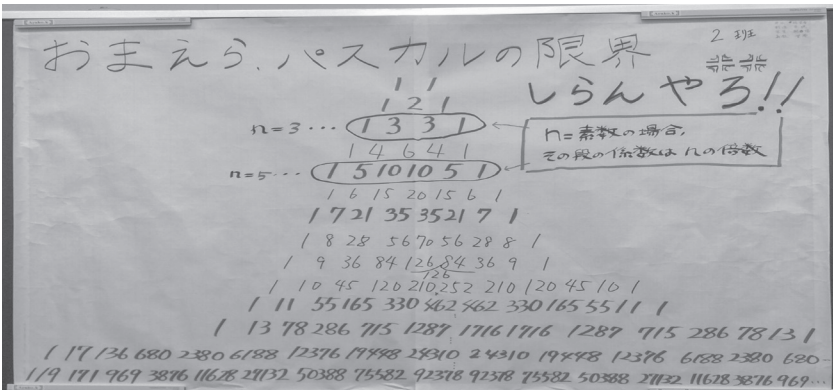 おまえら、パスカルの限界
2 班
しらんやろ!!
1 1
1 2 1
n=3… 1 3 3 1
n=素数の場合、
その段の係数はnの倍数
1 4 6 4 1
n=5… 1 5 10 10 5 1
1 6 15 20 15 6 1
1 7 21 35 35 21 7 1
1 8 28 56 70 56 28 8 1
1 9 36 84 126 84 36 9 1
126
1 10 45 120 210 252 210 120 45 10 1
1 11 55 165 330 462 462 330 165 55 11 1
1 13 78 286 715 1287 1716 1716 1287 715 286 78 13 1
1 17 136 680 2380 6188 12376 19448 24310 24310 19448 12376 6188 2380 680…
1 19 171 969 3876 11628 27132 50388 75582 92378 92378 75582 50388 27132 11628 3876 969…